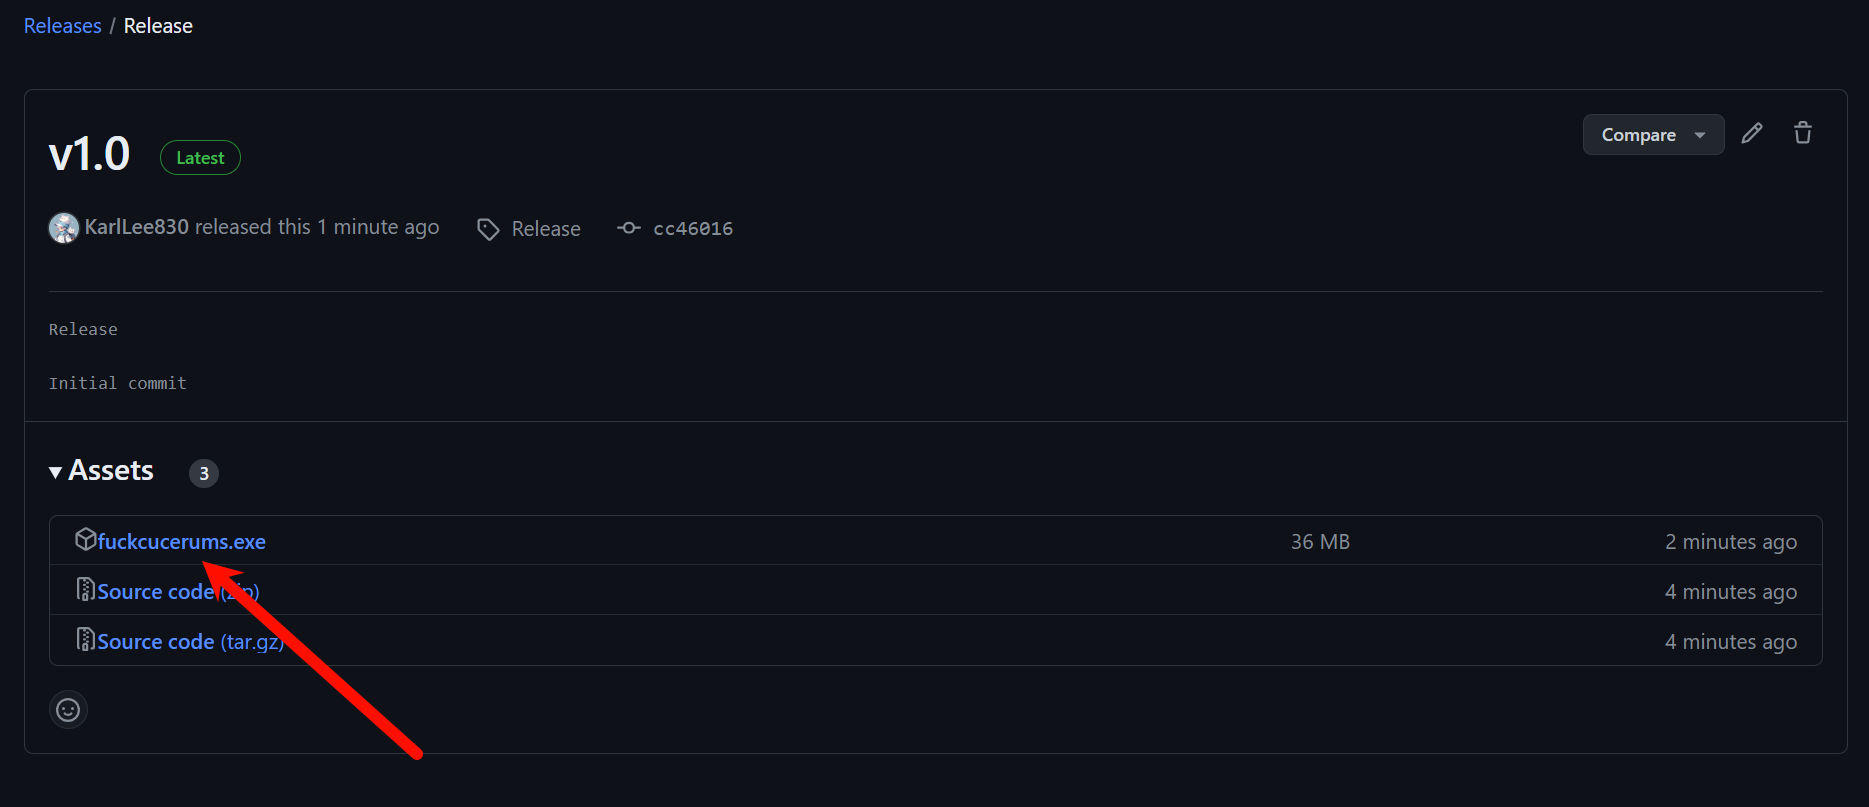 Releases / Release
v1.0 Latest
Compare
KarlLee830 released this 1 minute ago Release cc46016
Release
Initial commit
Assets 3
fuckcucerums.exe 36 MB 2 minutes ago
Source code (zip) 4 minutes ago
Source code (tar.gz) 4 minutes ago